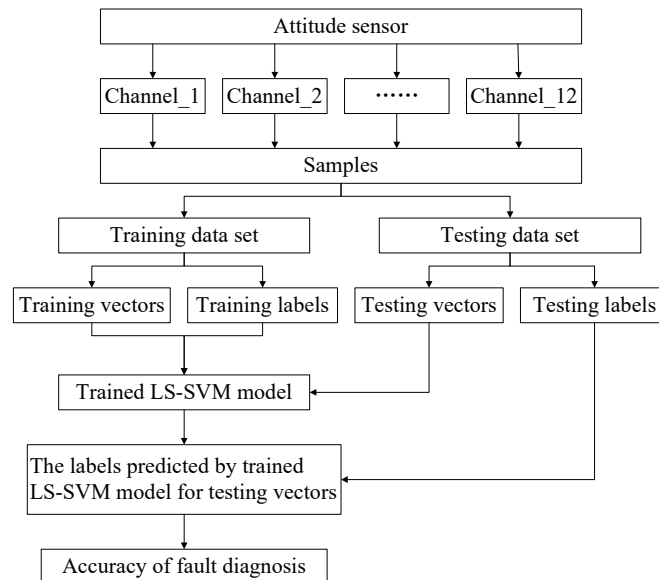 Attitude sensor
Channel_1
Channel_2
······
Channel_12
Samples
Training data set
Testing data set
Training vectors
Training labels
Testing vectors
Testing labels
Trained LS-SVM model
The labels predicted by trained
LS-SVM model for testing vectors
Accuracy of fault diagnosis